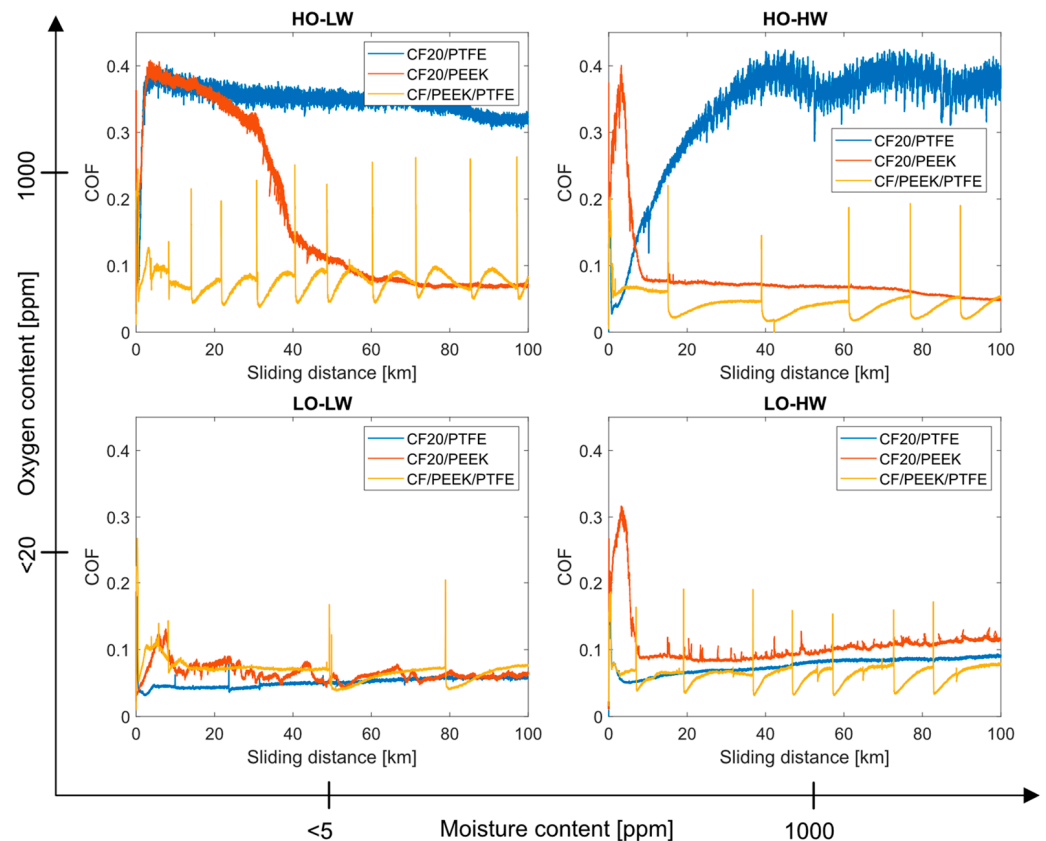 HO-LW
CF20/PTFE
CF20/PEEK
CF/PEEK/PTFE
COF
0.4
0.3
0.2
0.1
0
0 20 40 60 80 100
Sliding distance [km]
HO-HW
CF20/PTFE
CF20/PEEK
CF/PEEK/PTFE
COF
0.4
0.3
0.2
0.1
0
0 20 40 60 80 100
Sliding distance [km]
LO-LW
CF20/PTFE
CF20/PEEK
CF/PEEK/PTFE
COF
0.4
0.3
0.2
0.1
0
0 20 40 60 80 100
Sliding distance [km]
LO-HW
CF20/PTFE
CF20/PEEK
CF/PEEK/PTFE
COF
0.4
0.3
0.2
0.1
0
0 20 40 60 80 100
Sliding distance [km]
1000
Oxygen content [ppm]
<20
<5
Moisture content [ppm]
1000